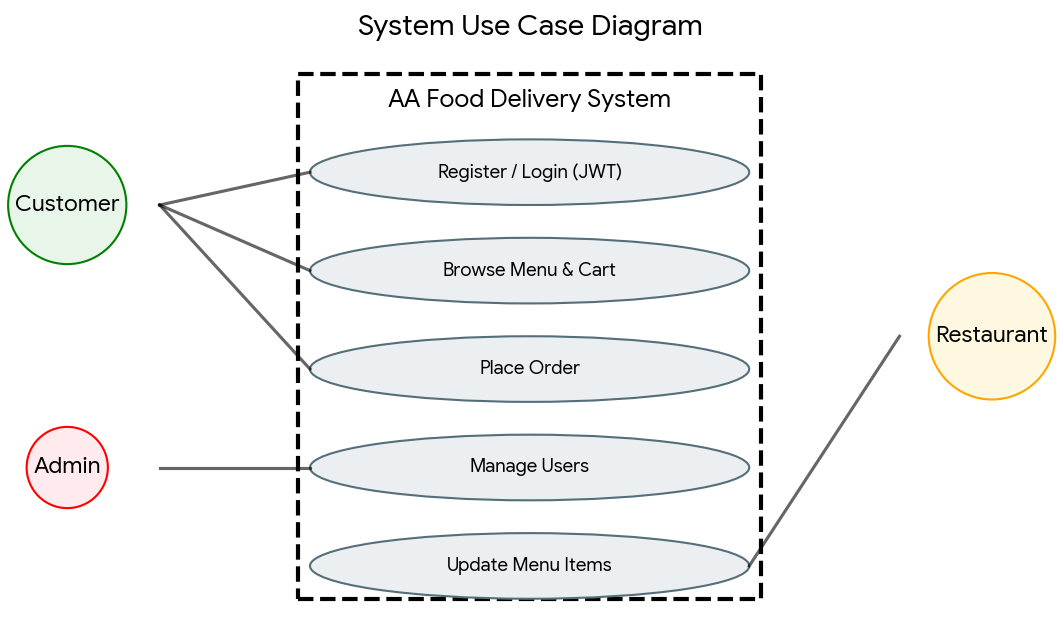 System Use Case Diagram
AA Food Delivery System
Register / Login (JWT)
Customer
Browse Menu & Cart
Restaurant
Place Order
Admin
Manage Users
Update Menu Items